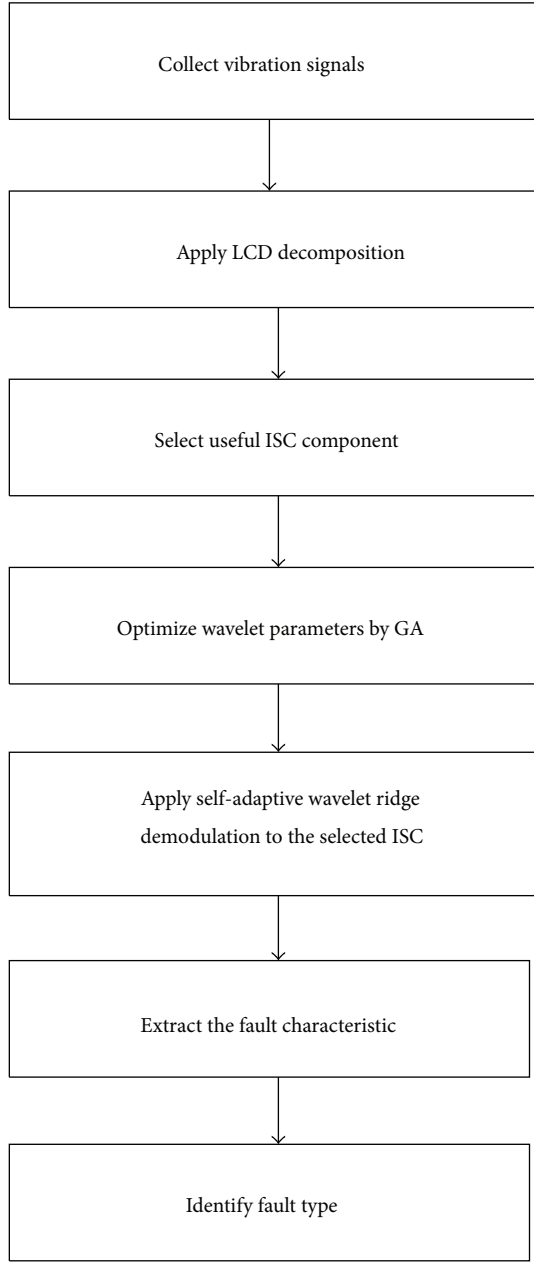 Collect vibration signals
Apply LCD decomposition
Select useful ISC component
Optimize wavelet parameters by GA
Apply self-adaptive wavelet ridge
demodulation to the selected ISC
Extract the fault characteristic
Identify fault type